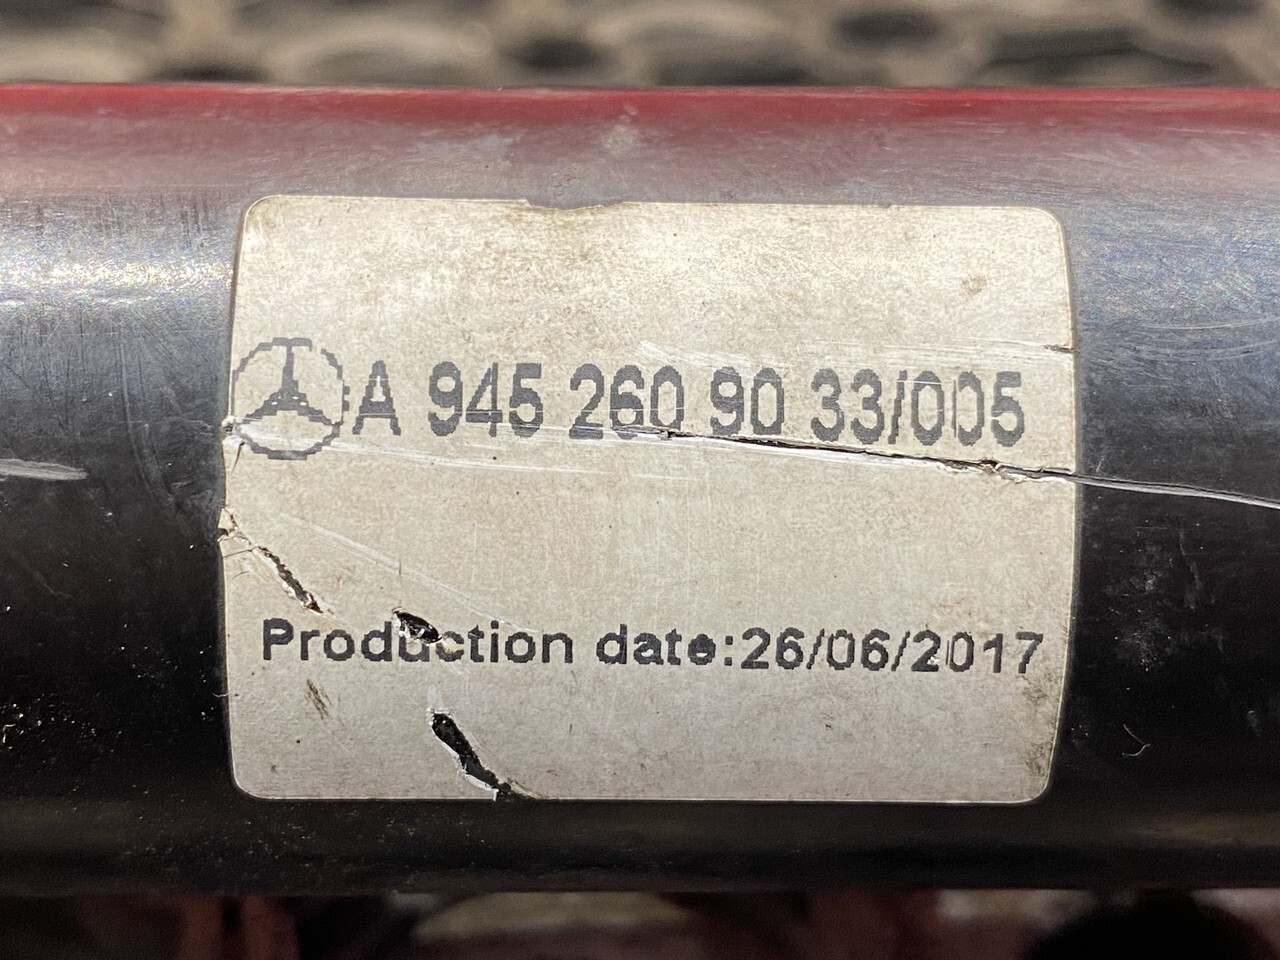 A 945 260 90 33/005
Production date:26/06/2017